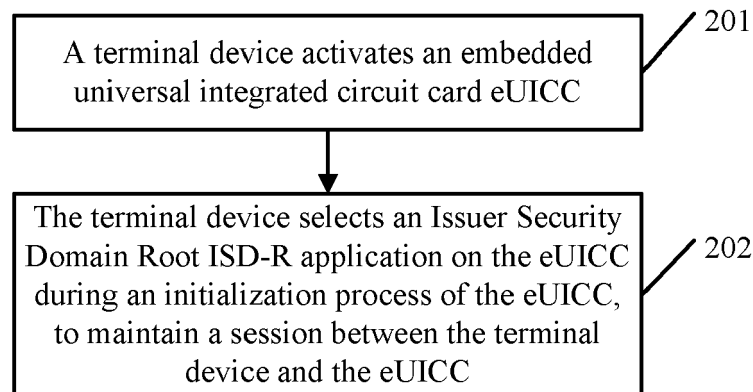 A terminal device activates an embedded
universal integrated circuit card eUICC
201
The terminal device selects an Issuer Security
Domain Root ISD-R application on the eUICC
during an initialization process of the eUICC,
to maintain a session between the terminal
device and the eUICC
202